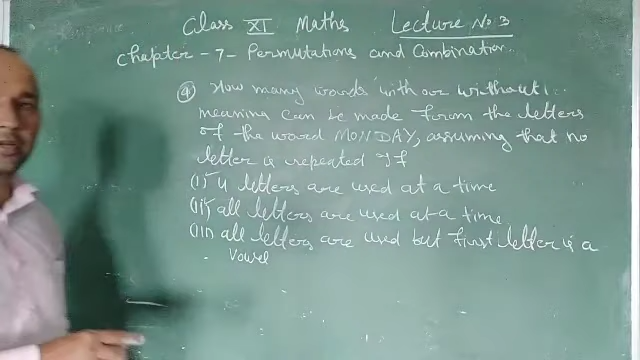 Class XI Maths Lecture No. 3
Chapter - 7 - Permutations and Combination.
How many words with or without
meaning can be made from the letters
of the word MONDAY, assuming that no
letter is repeated If
(i) 4 letters are used at a time
(ii) all letters are used at a time
(iii) all letters are used but first letter is a
vowel